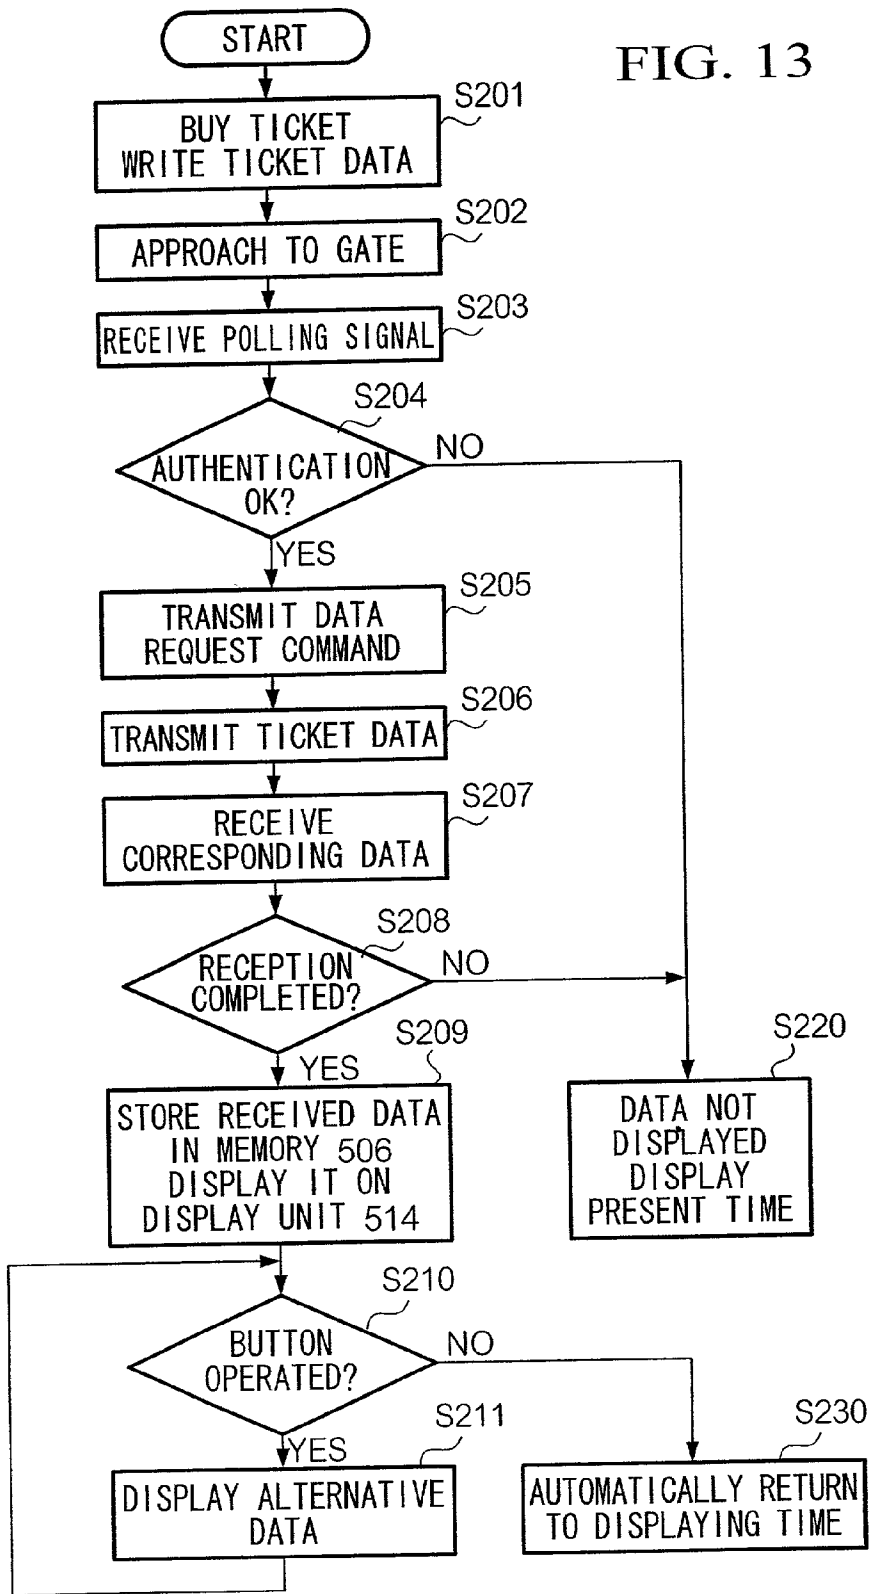 START
FIG. 13
S201
BUY TICKET
WRITE TICKET DATA
S202
APPROACH TO GATE
S203
RECEIVE POLLING SIGNAL
S204
AUTHENTICATION
OK?
NO
YES
S205
TRANSMIT DATA
REQUEST COMMAND
S206
TRANSMIT TICKET DATA
S207
RECEIVE
CORRESPONDING DATA
S208
RECEPTION
COMPLETED?
NO
YES
S209
STORE RECEIVED DATA
IN MEMORY 506
DISPLAY IT ON
DISPLAY UNIT 514
S220
DATA NOT
DISPLAYED
DISPLAY
PRESENT TIME
S210
BUTTON
OPERATED?
NO
YES
S211
DISPLAY ALTERNATIVE
DATA
S230
AUTOMATICALLY RETURN
TO DISPLAYING TIME